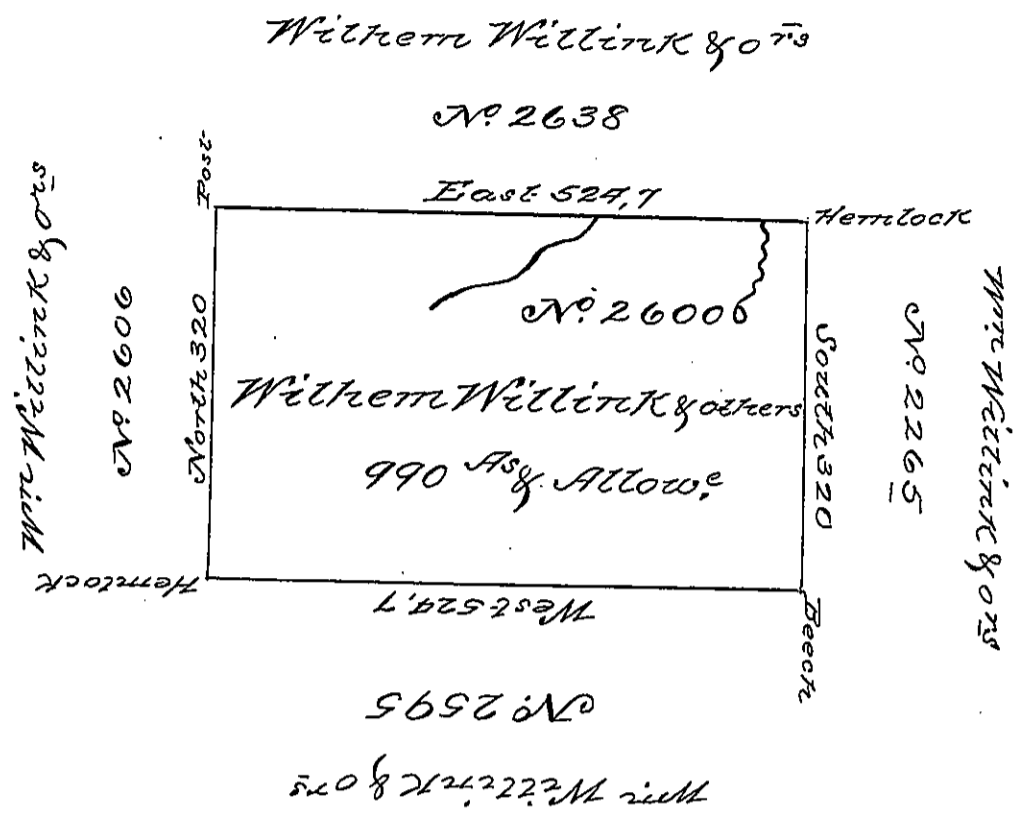 Wilhem Willink & ors
No. 2638
Post
East 524,7
Hemlock
No. 2600
Wilhem Willink & others
990 As & Allow.e
North 320
No. 2606
Wm Willink & ors
South 320
No. 2265
Wm Willink & ors
Hemlock
West 524,7
Beech
No. 2595
Wm Willink & ors